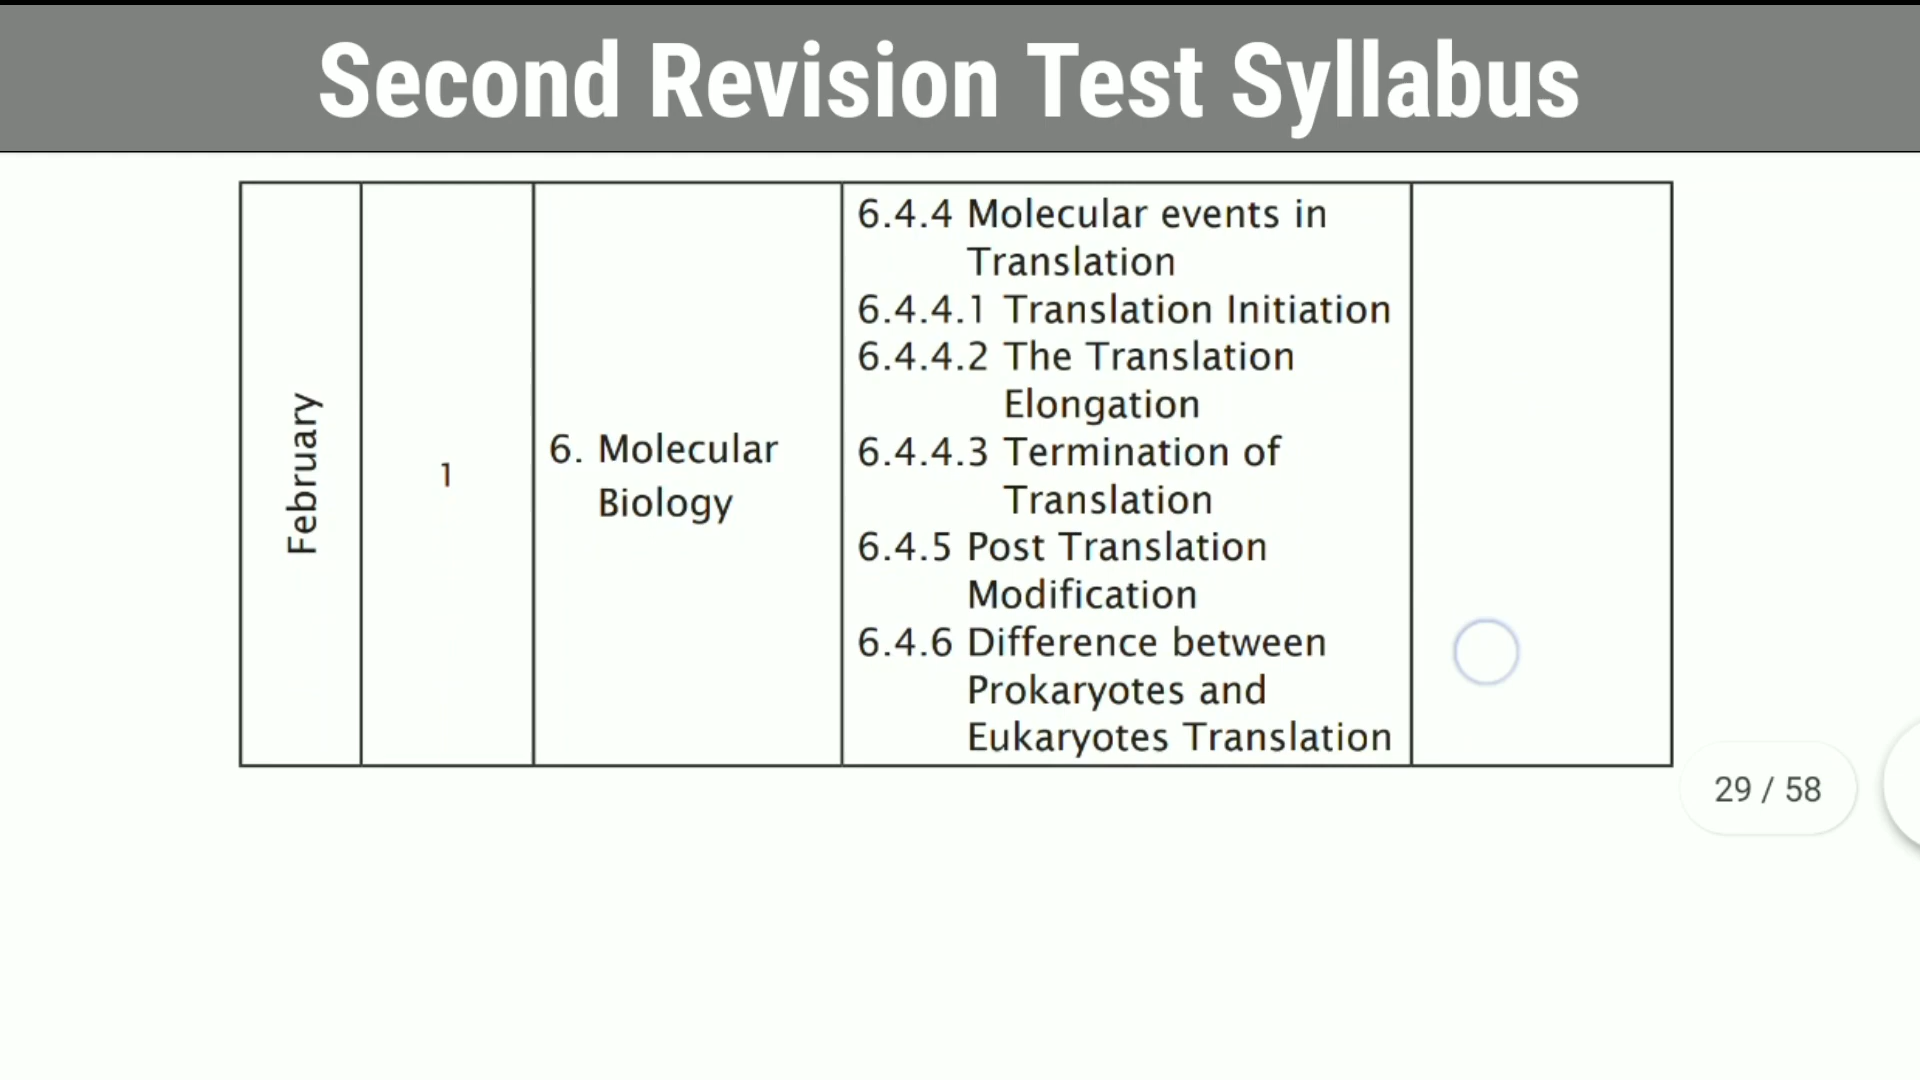 Second Revision Test Syllabus
February
1
6. Molecular
Biology
6.4.4 Molecular events in
Translation
6.4.4.1 Translation Initiation
6.4.4.2 The Translation
Elongation
6.4.4.3 Termination of
Translation
6.4.5 Post Translation
Modification
6.4.6 Difference between
Prokaryotes and
Eukaryotes Translation
29 / 58